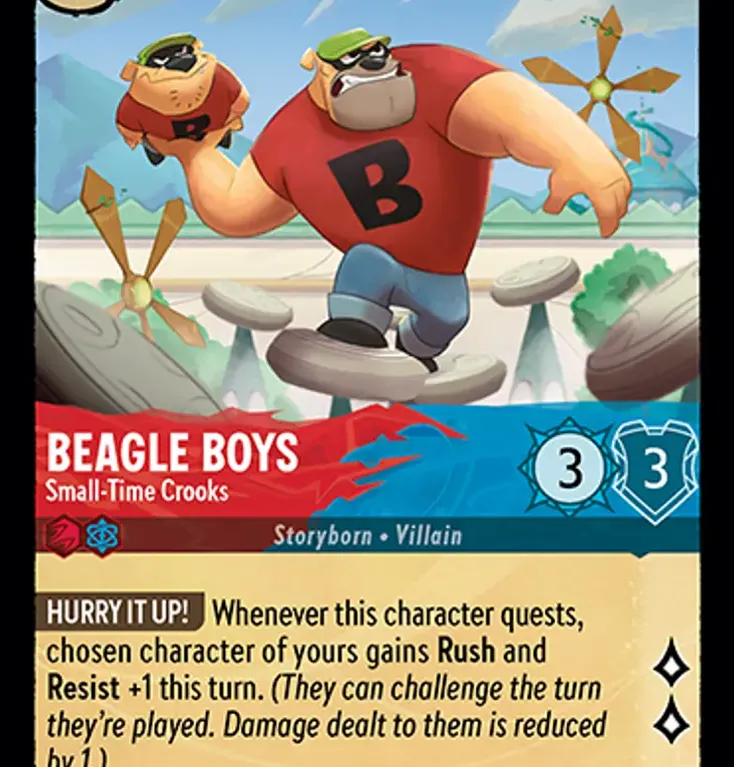 B
B
BEAGLE BOYS
3
3
Small-Time Crooks
Storyborn • Villain
HURRY IT UP! Whenever this character quests,
chosen character of yours gains Rush and
Resist +1 this turn. (They can challenge the turn
they're played. Damage dealt to them is reduced
by 1.)